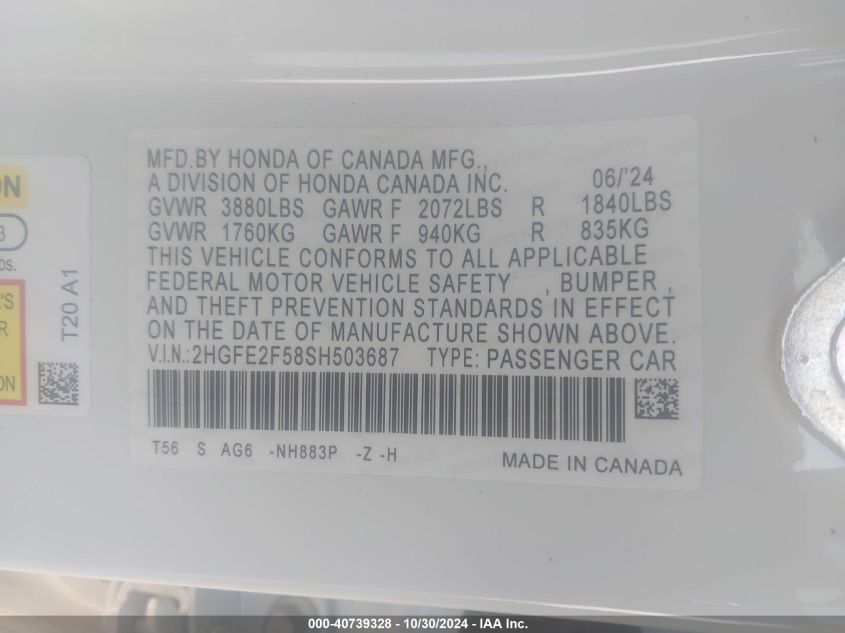 MFD.BY HONDA OF CANADA MFG.,
A DIVISION OF HONDA CANADA INC. 06/'24
GVWR 3880LBS GAWR F 2072LBS R 1840LBS
GVWR 1760KG GAWR F 940KG R 835KG
THIS VEHICLE CONFORMS TO ALL APPLICABLE
FEDERAL MOTOR VEHICLE SAFETY , BUMPER ,
AND THEFT PREVENTION STANDARDS IN EFFECT
ON THE DATE OF MANUFACTURE SHOWN ABOVE.
V.I.N.:2HGFE2F58SH503687 TYPE: PASSENGER CAR
T56 S AG6 -NH883P -Z -H
MADE IN CANADA
T20 A1
000-40739328 - 10/30/2024 - IAA Inc.